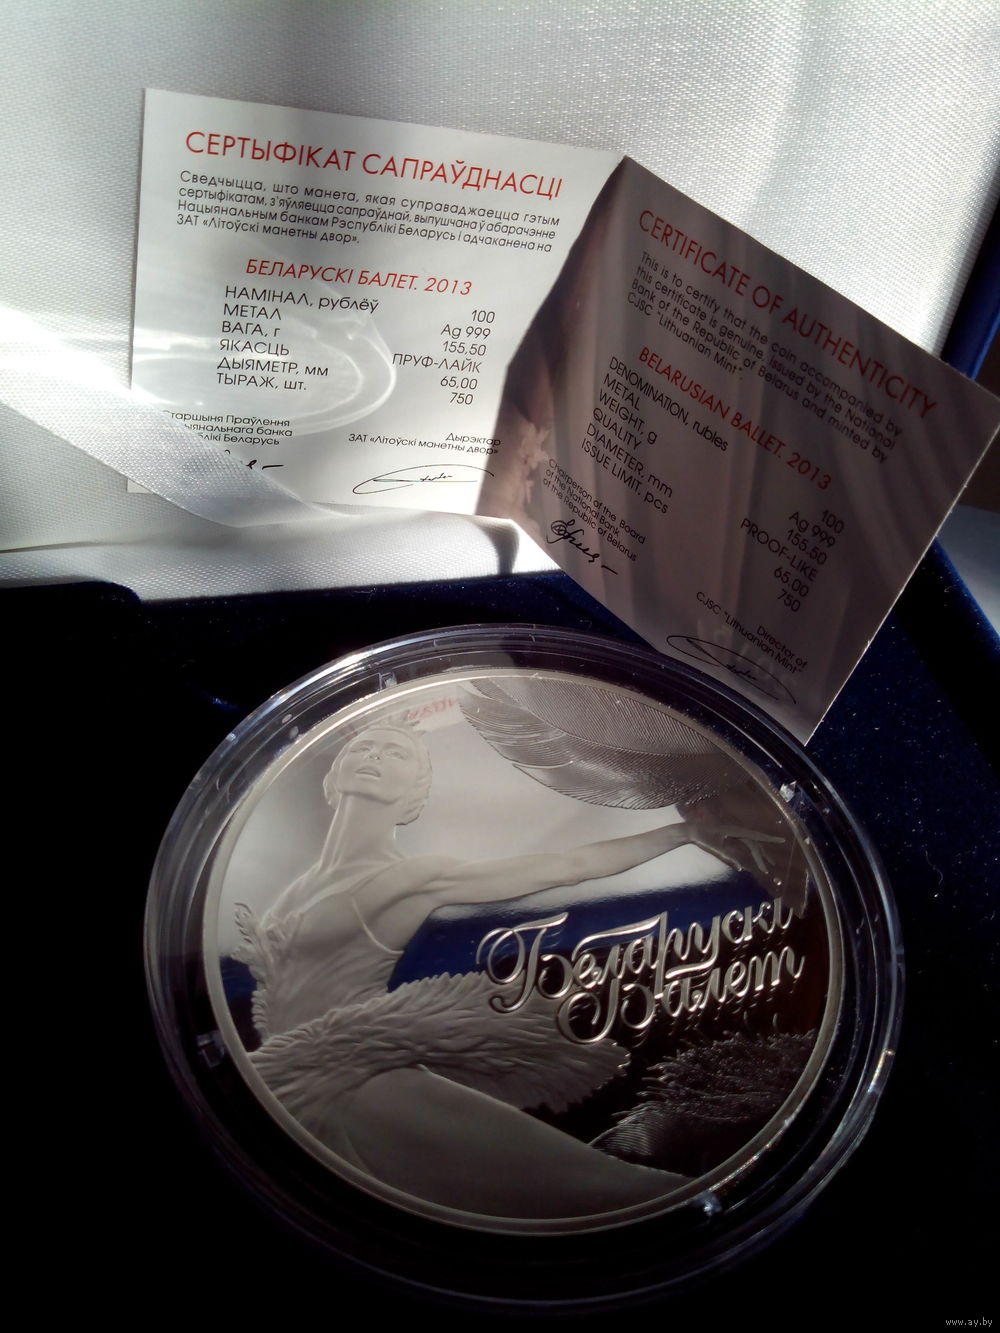 СЕРТЫФІКАТ САПРАЎДНАСЦІ
Сведчыцца, што манета, якая суправаджаецца гэтым
сертыфікатам, з'яўляецца сапраўднай, выпушчана ў абарачэнне
Нацыянальным банкам Рэспублікі Беларусь і адчаканена на
ЗАТ «Літоўскі манетны двор».
БЕЛАРУСКІ БАЛЕТ. 2013
НАМІНАЛ, рублёў 100
МЕТАЛ Ag 999
ВАГА, г 155,50
ЯКАСЦЬ ПРУФ-ЛАЙК
ДЫЯМЕТР, мм 65,00
ТЫРАЖ, шт. 750
Старшыня Праўлення
банка
Беларусь
Дырэктар
ЗАТ «Літоўскі манетны двор»
CERTIFICATE OF AUTHENTICITY
This is to certify that the coin accompanied by
this certificate is genuine, issued by the National
Bank of the Republic of Belarus and minted by
CJSC "Lithuanian Mint".
BELARUSIAN BALLET. 2013
DENOMINATION, rubles 100
METAL Ag 999
WEIGHT, g 155,50
QUALITY PROOF-LIKE
DIAMETER, mm 65,00
ISSUE LIMIT, pcs 750
Chairperson of the Board
of the National Bank
of the Republic of Belarus
Director of
CJSC "Lithuanian Mint"
Беларускі
Балет
www.ay.by